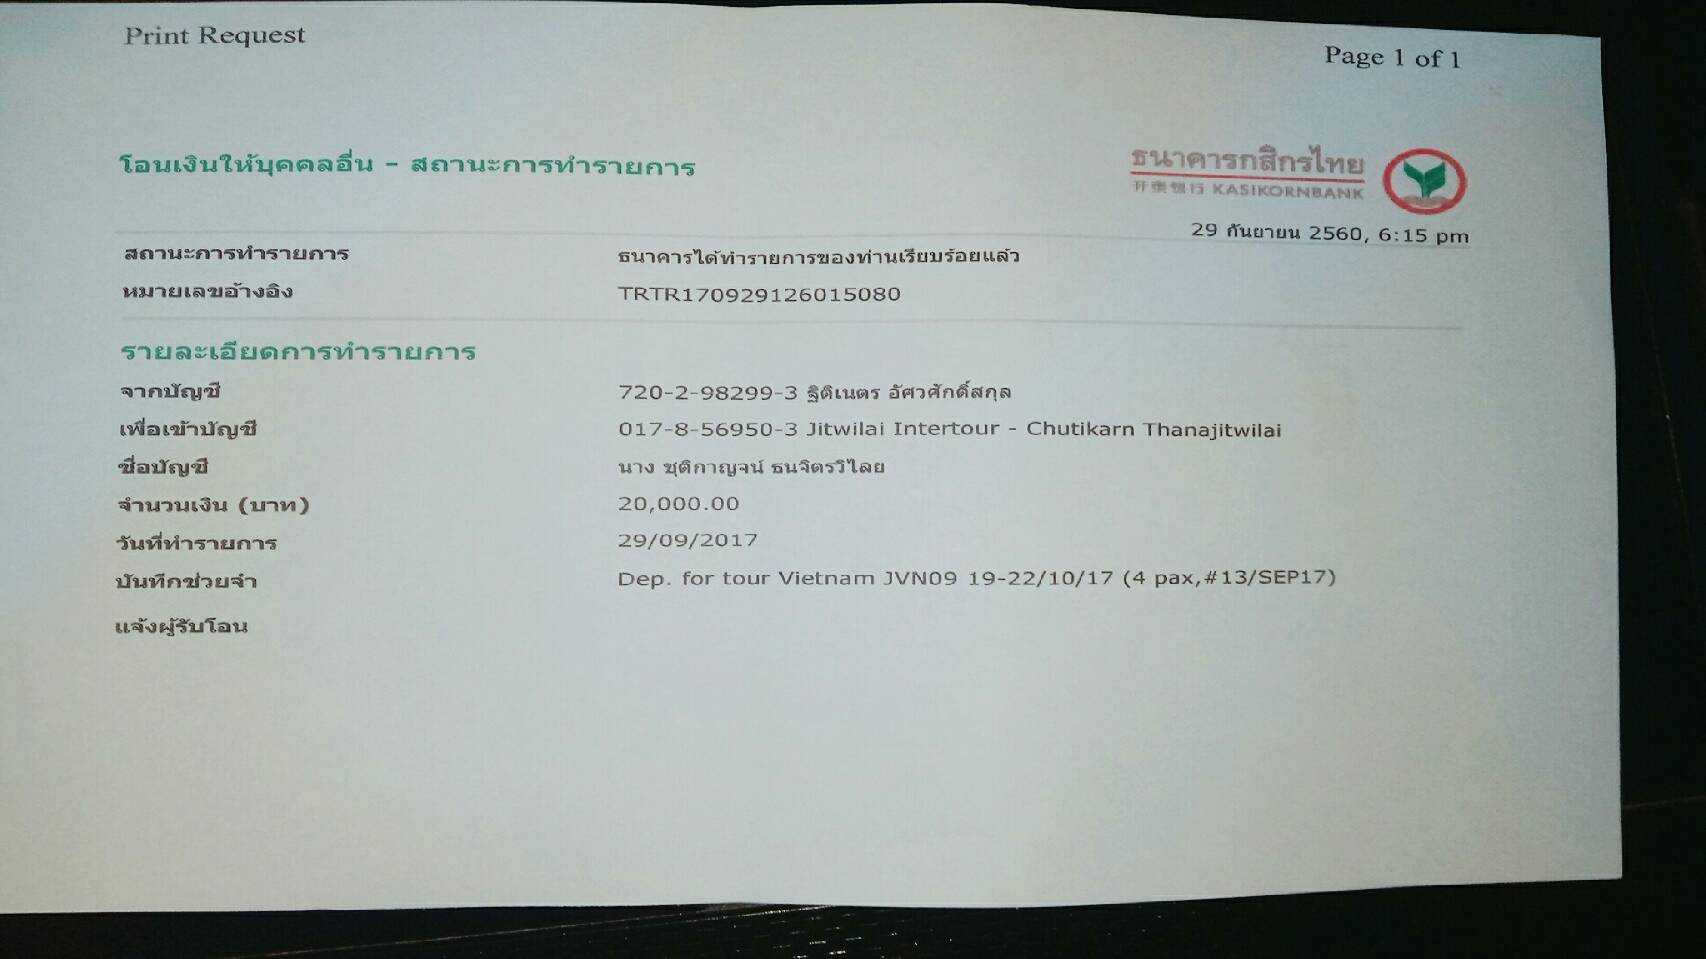 Print Request
Page 1 of 1
โอนเงินให้บุคคลอื่น - สถานะการทำรายการ
ธนาคารกสิกรไทย
开泰银行 KASIKORNBANK
29 กันยายน 2560, 6:15 pm
สถานะการทำรายการ ธนาคารได้ทำรายการของท่านเรียบร้อยแล้ว
หมายเลขอ้างอิง TRTR170929126015080
รายละเอียดการทำรายการ
จากบัญชี 720-2-98299-3 ฐิติเนตร อัศวศักดิ์สกุล
เพื่อเข้าบัญชี 017-8-56950-3 Jitwilai Intertour - Chutikarn Thanajitwilai
ชื่อบัญชี นาง ชุติกาญจน์ ธนจิตรวิไลย
จำนวนเงิน (บาท) 20,000.00
วันที่ทำรายการ 29/09/2017
บันทึกช่วยจำ Dep. for tour Vietnam JVN09 19-22/10/17 (4 pax,#13/SEP17)
แจ้งผู้รับโอน